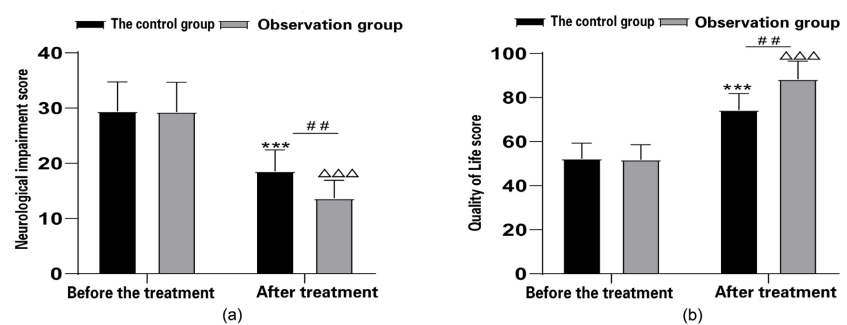 The control group Observation group
Neurological impairment score
40
30
20
10
0
***
##
△△△
Before the treatment After treatment
(a)
The control group Observation group
Quality of Life score
100
80
60
40
20
0
***
##
△△△
Before the treatment After treatment
(b)